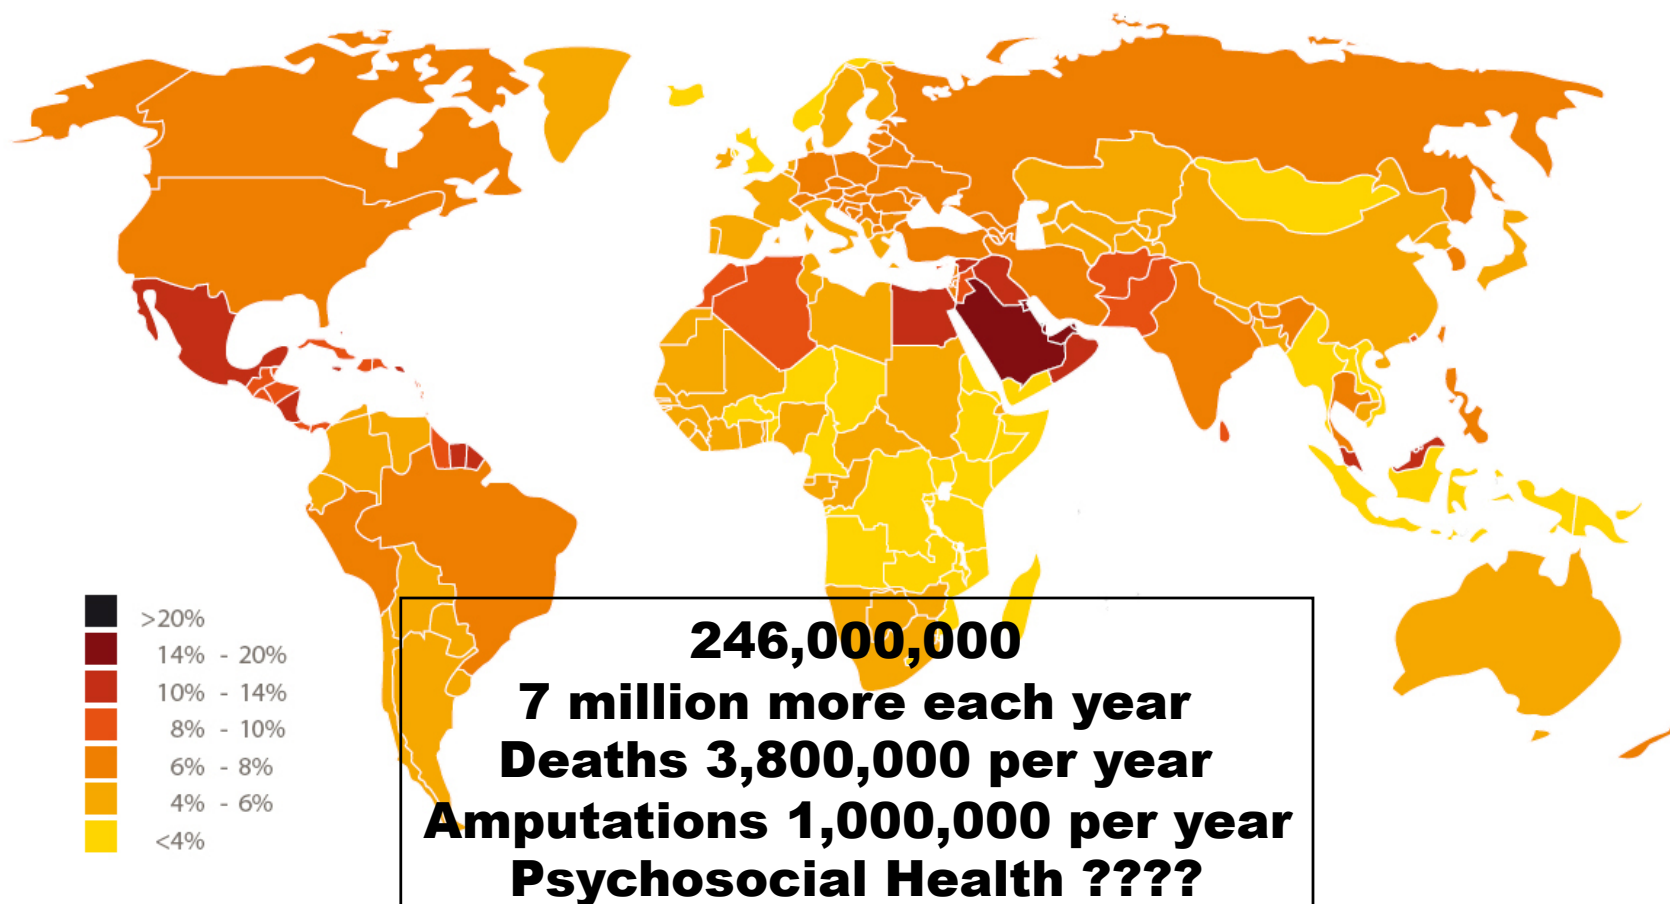 >20%
14% - 20%
10% - 14%
8% - 10%
6% - 8%
4% - 6%
<4%
246,000,000
7 million more each year
Deaths 3,800,000 per year
Amputations 1,000,000 per year
Psychosocial Health ????